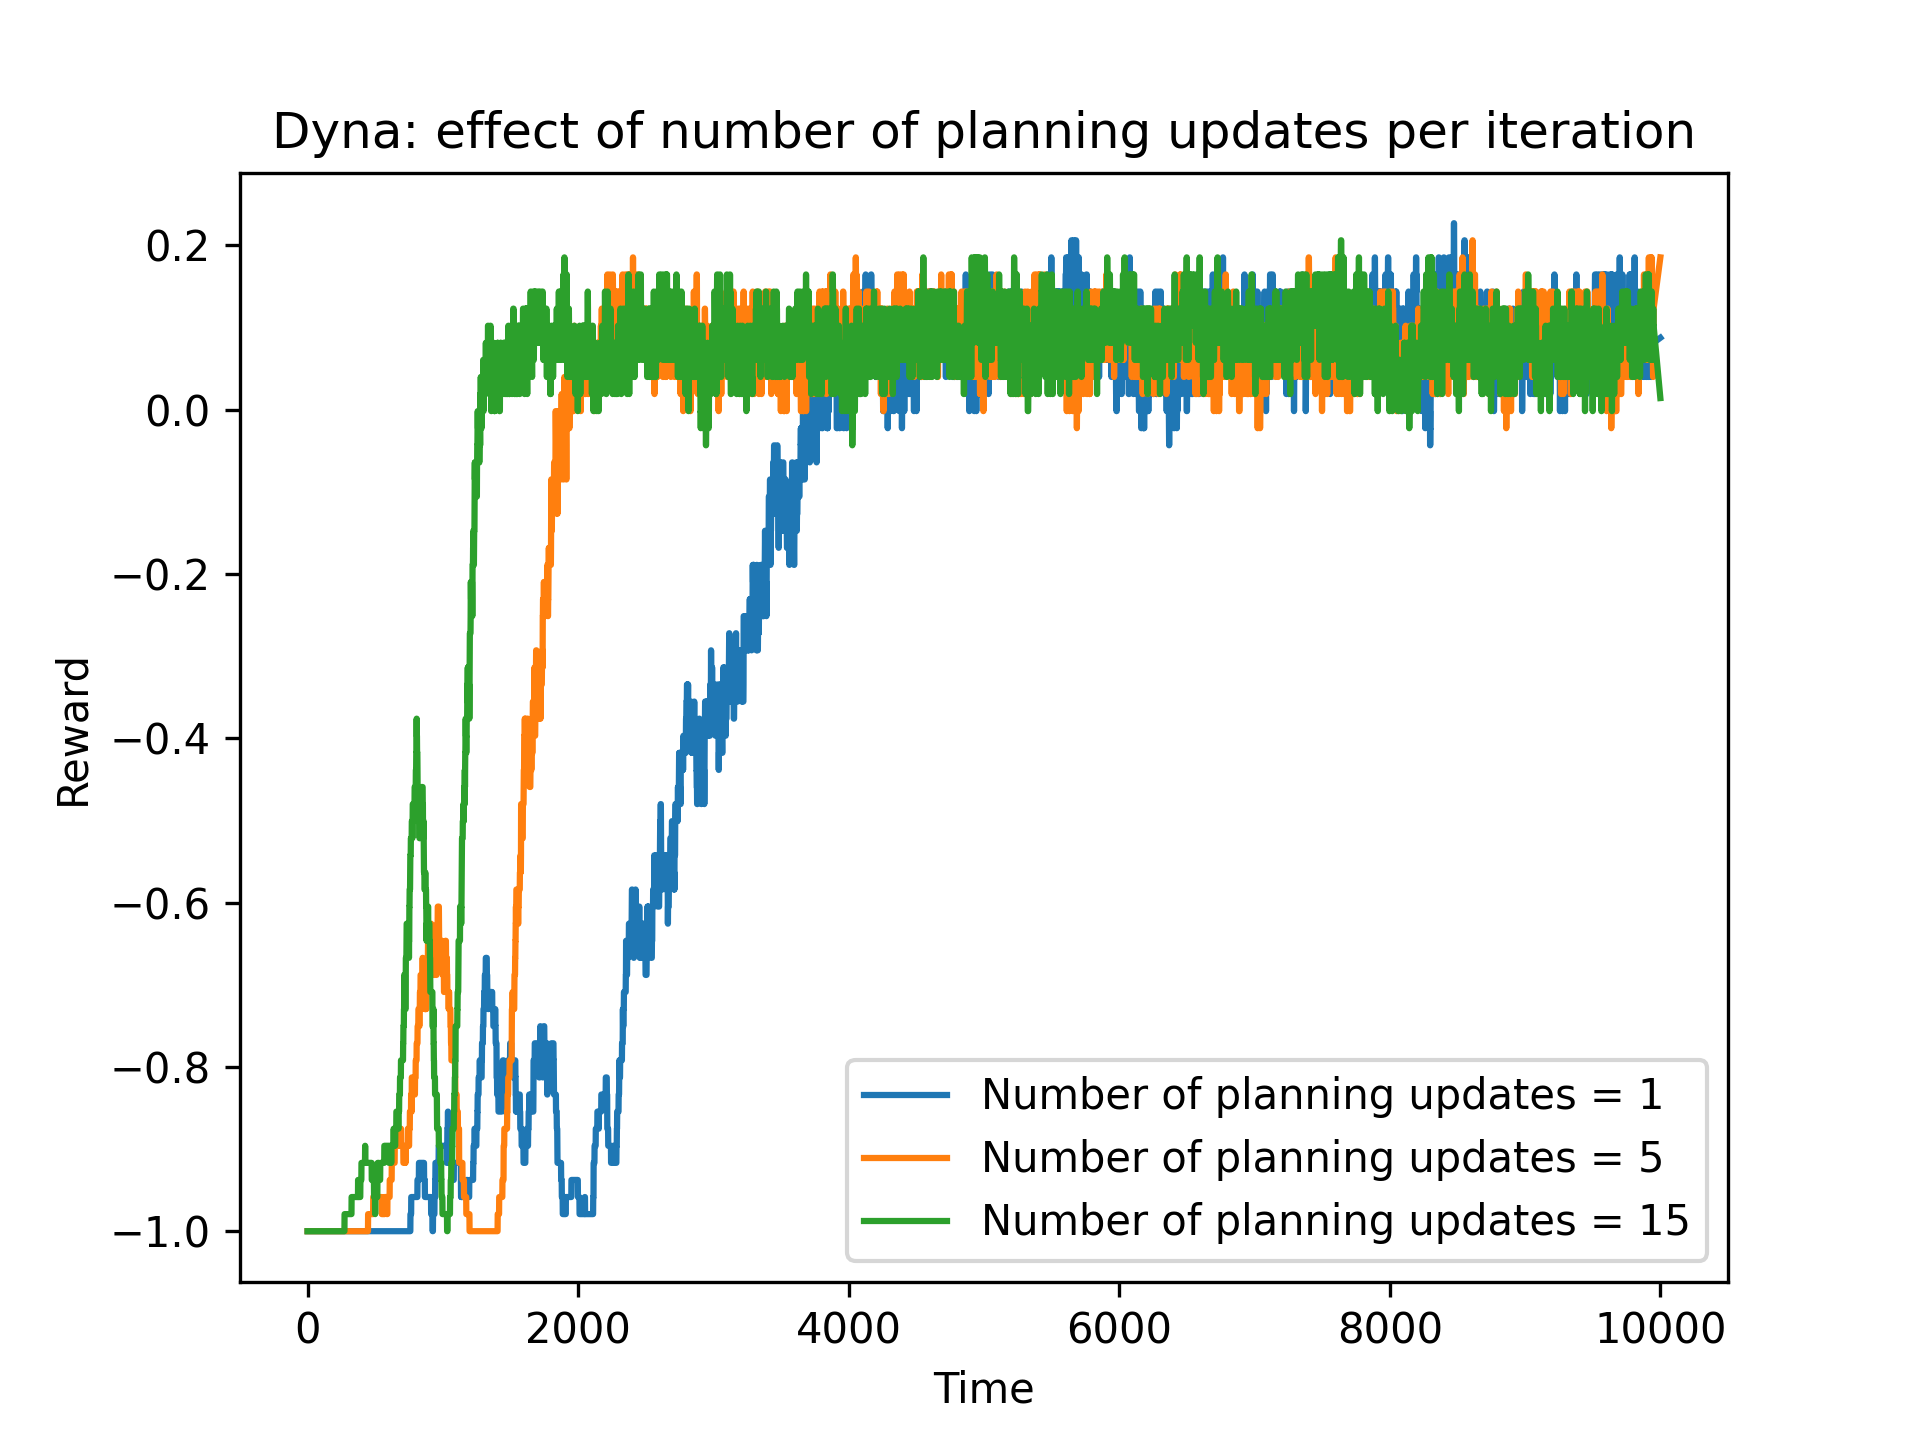 Dyna: effect of number of planning updates per iteration
Reward
0.2
0.0
−0.2
−0.4
−0.6
−0.8
−1.0
Number of planning updates = 1
Number of planning updates = 5
Number of planning updates = 15
0 2000 4000 6000 8000 10000
Time